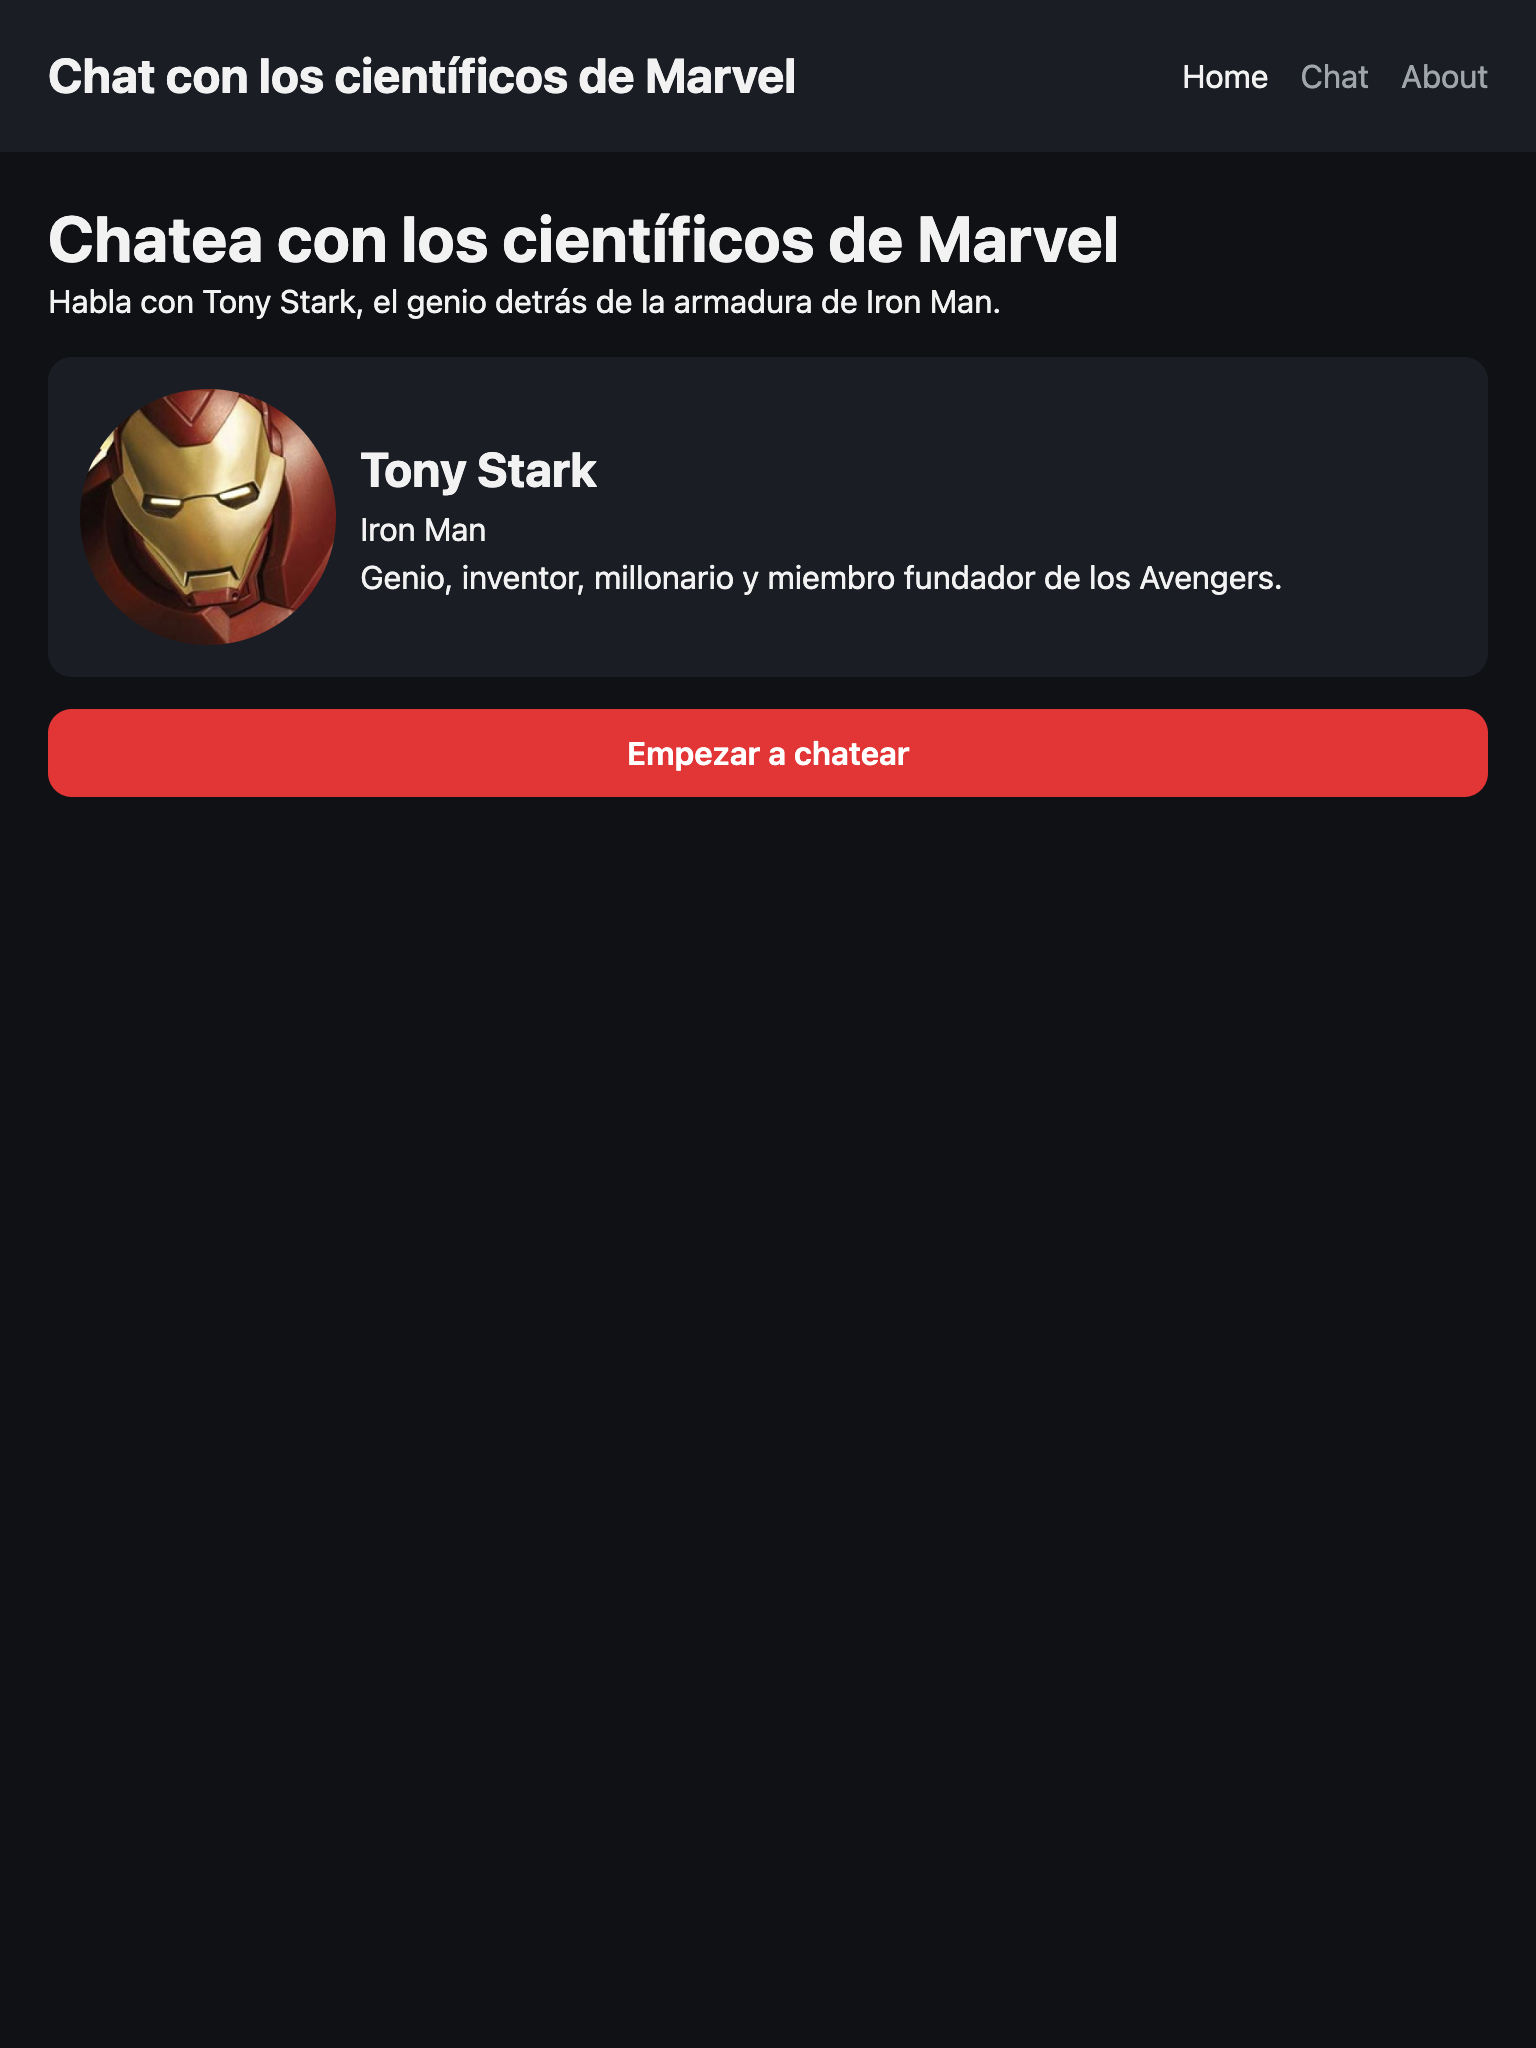 Chat con los científicos de Marvel
Home Chat About
Chatea con los científicos de Marvel
Habla con Tony Stark, el genio detrás de la armadura de Iron Man.
Tony Stark
Iron Man
Genio, inventor, millonario y miembro fundador de los Avengers.
Empezar a chatear